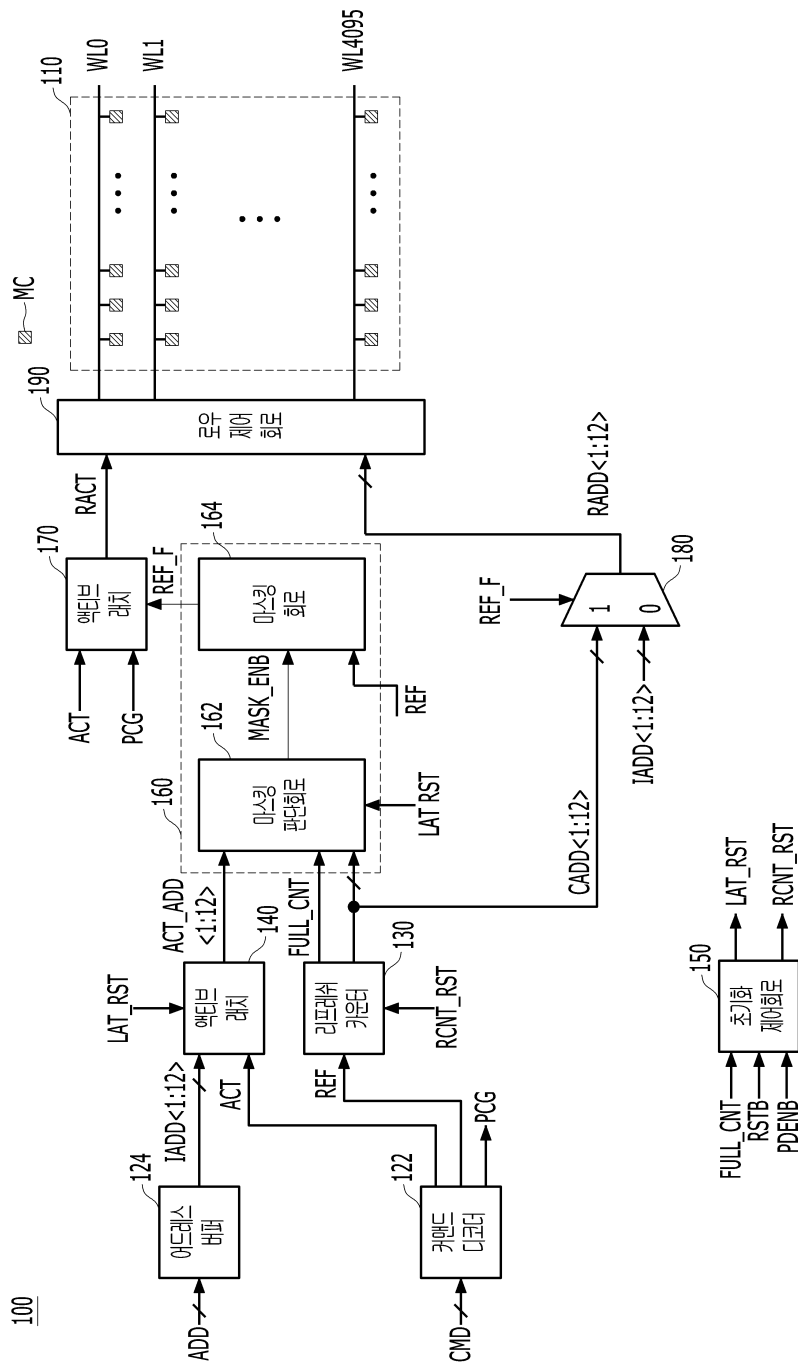 100
ADD
124
어드레스
버퍼
IADD<1:12>
CMD
122
커맨드
디코더
ACT
REF
PCG
LAT_RST
140
액티브
래치
ACT_ADD
<1:12>
130
리프레쉬
카운터
FULL_CNT
RCNT_RST
160
162
마스킹
판단회로
LAT RST
MASK_ENB
164
마스킹
회로
REF
REF_F
ACT
PCG
170
액티브
래치
RACT
190
로우
제어
회로
MC
110
WL0
WL1
WL4095
CADD<1:12>
IADD<1:12>
REF_F
1
0
180
RADD<1:12>
FULL_CNT
RSTB
PDENB
150
초기화
제어회로
LAT_RST
RCNT_RST